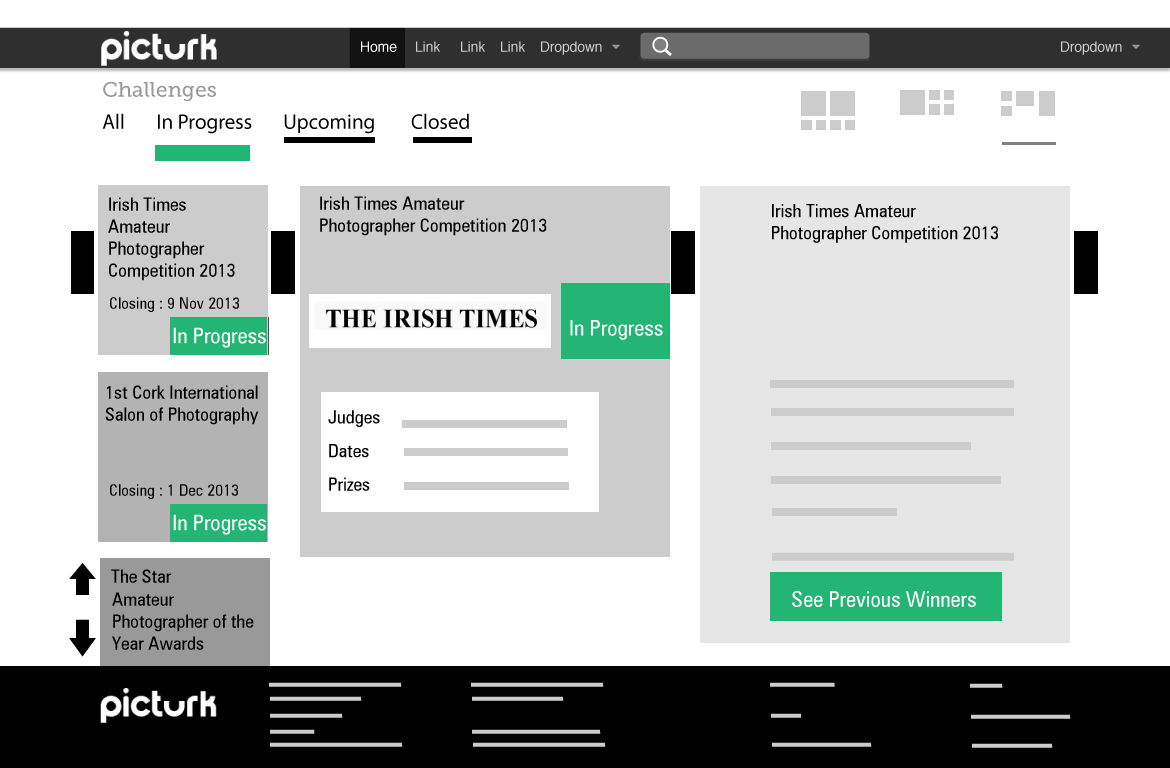 picturk
Home Link Link Link Dropdown Dropdown
Challenges
All In Progress Upcoming Closed
Irish Times
Amateur
Photographer
Competition 2013
Closing : 9 Nov 2013
In Progress
1st Cork International
Salon of Photography
Closing : 1 Dec 2013
In Progress
The Star
Amateur
Photographer of the
Year Awards
Irish Times Amateur
Photographer Competition 2013
THE IRISH TIMES
In Progress
Judges
Dates
Prizes
Irish Times Amateur
Photographer Competition 2013
See Previous Winners
picturk